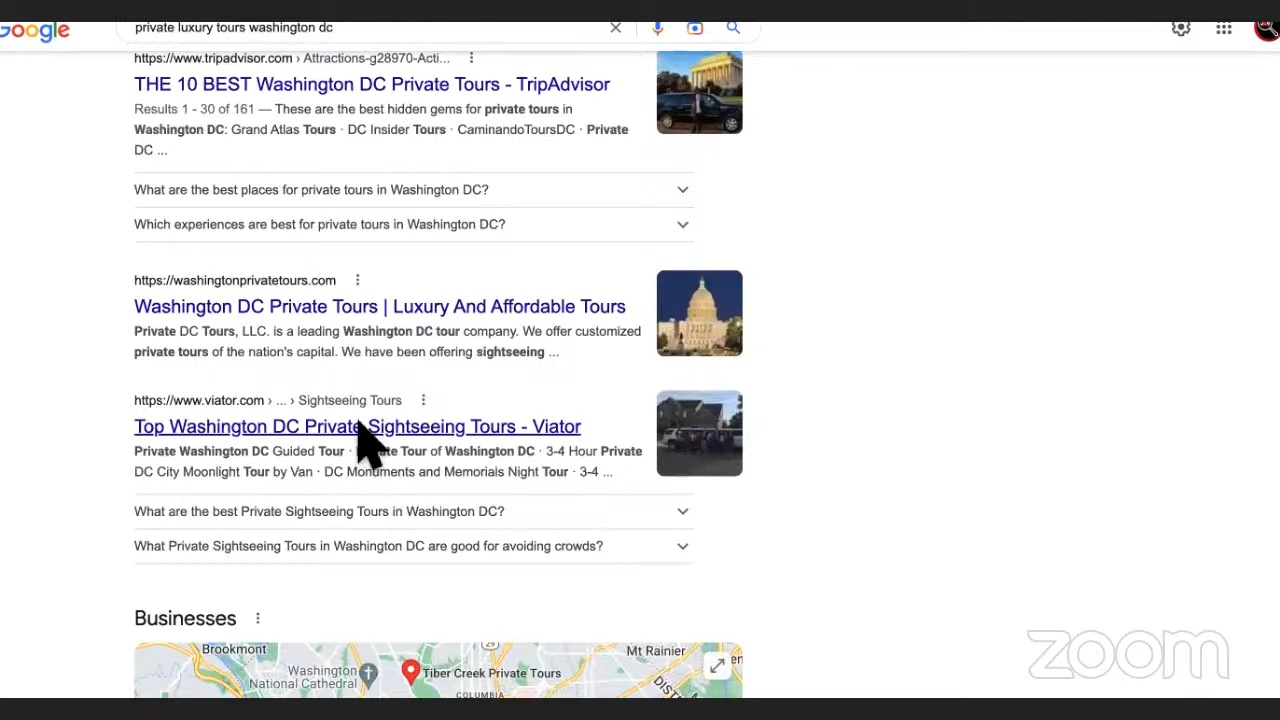 Google
private luxury tours washington dc
https://www.tripadvisor.com › Attractions-g28970-Acti...
THE 10 BEST Washington DC Private Tours - TripAdvisor
Results 1 - 30 of 161 — These are the best hidden gems for private tours in
Washington DC: Grand Atlas Tours · DC Insider Tours · CaminandoToursDC · Private
DC ...
What are the best places for private tours in Washington DC?
Which experiences are best for private tours in Washington DC?
https://washingtonprivatetours.com
Washington DC Private Tours | Luxury And Affordable Tours
Private DC Tours, LLC. is a leading Washington DC tour company. We offer customized
private tours of the nation's capital. We have been offering sightseeing ...
https://www.viator.com › ... › Sightseeing Tours
Top Washington DC Private Sightseeing Tours - Viator
Private Washington DC Guided Tour · Tour of Washington DC · 3-4 Hour Private
DC City Moonlight Tour by Van · DC Monuments and Memorials Night Tour · 3-4 ...
What are the best Private Sightseeing Tours in Washington DC?
What Private Sightseeing Tours in Washington DC are good for avoiding crowds?
Businesses
29
Brookmont
Mt Rainier
Washington
National Cathedral
Tiber Creek Private Tours
COLUMBIA
zoom